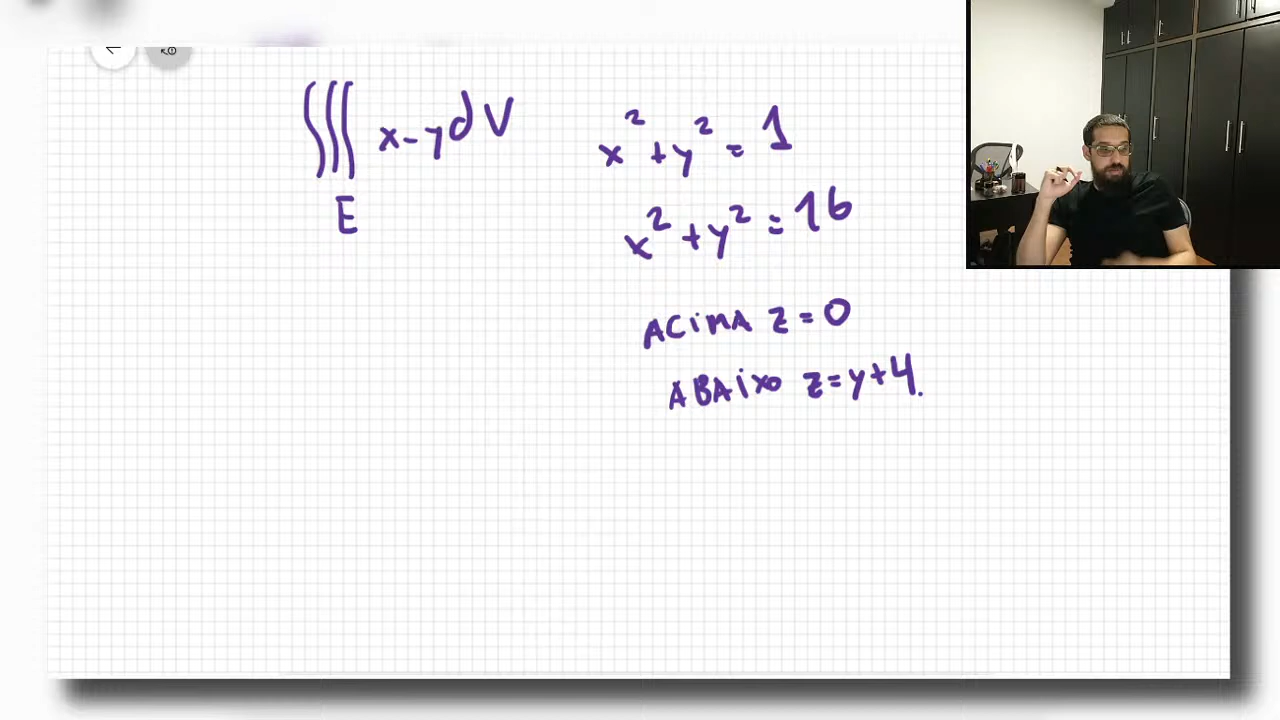 ∭ x-y dV
E
x²+y²=1
x²+y²=16
ACiMA z=0
ABAiXO z=y+4.